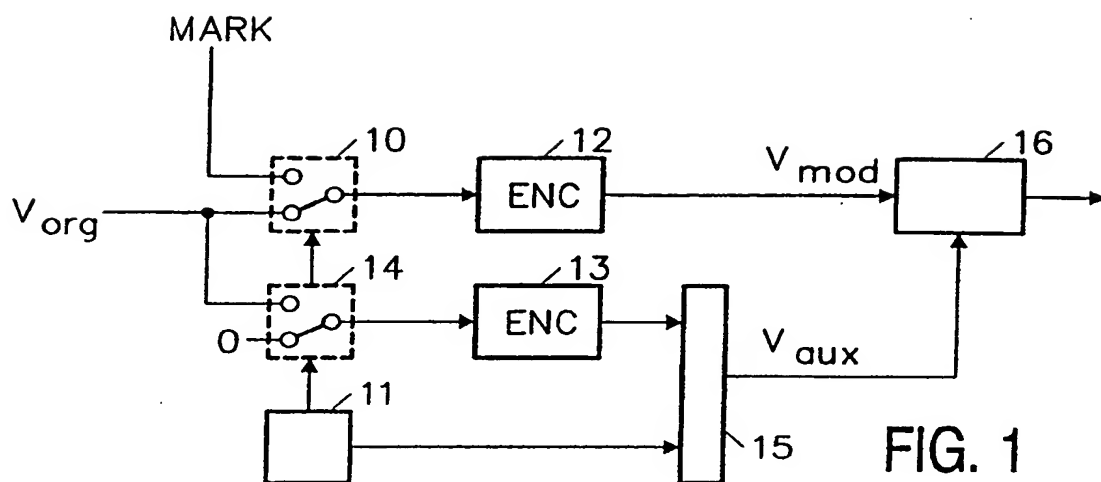 MARK
10
12
16
ENC
V mod
V org
14
13
0
ENC
V aux
11
15
FIG. 1